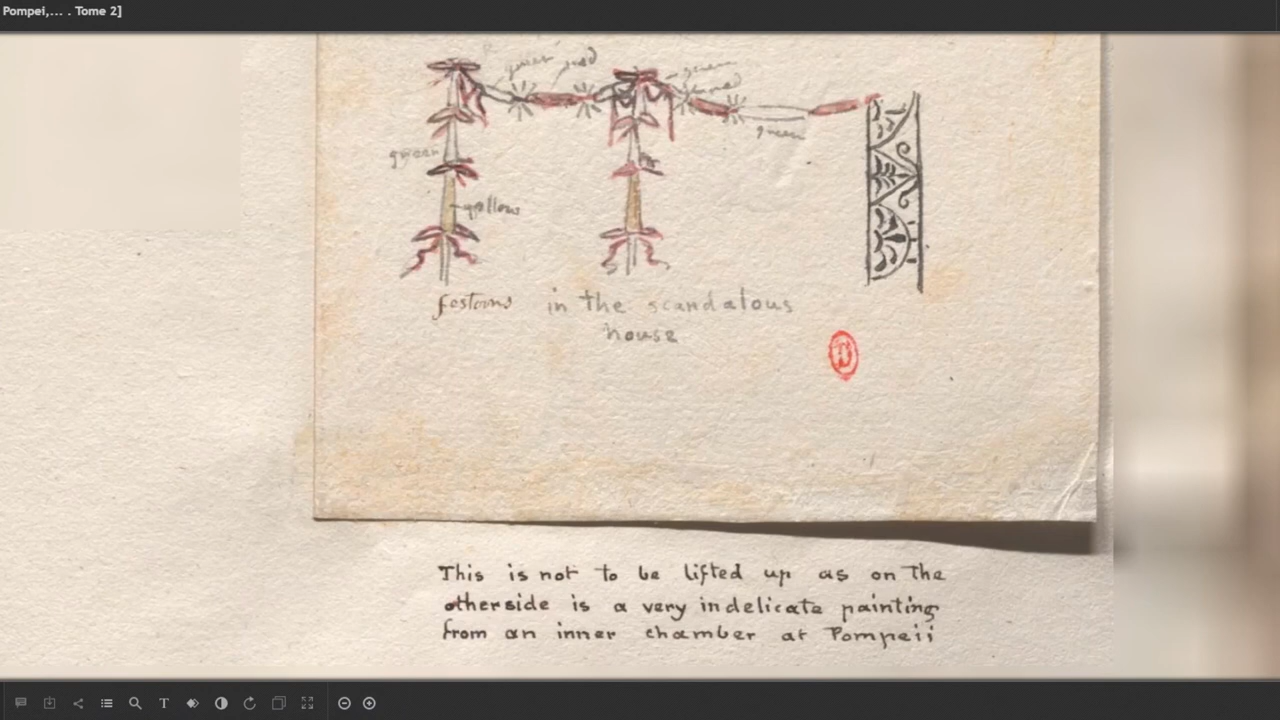 Pompei,... . Tome 2]
green red
green
red
green
green
yellow
festoons in the scandalous
house
This is not to be lifted up as on the
otherside is a very indelicate painting
from an inner chamber at Pompeii
T